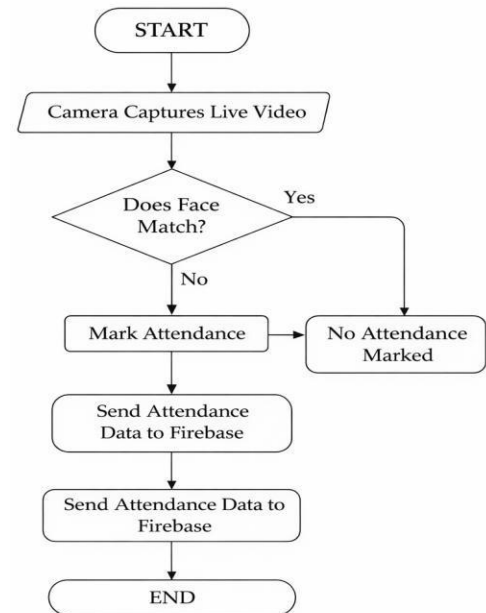 START
Camera Captures Live Video
Does Face
Match?
Yes
No
Mark Attendance
No Attendance
Marked
Send Attendance
Data to Firebase
Send Attendance Data to
Firebase
END